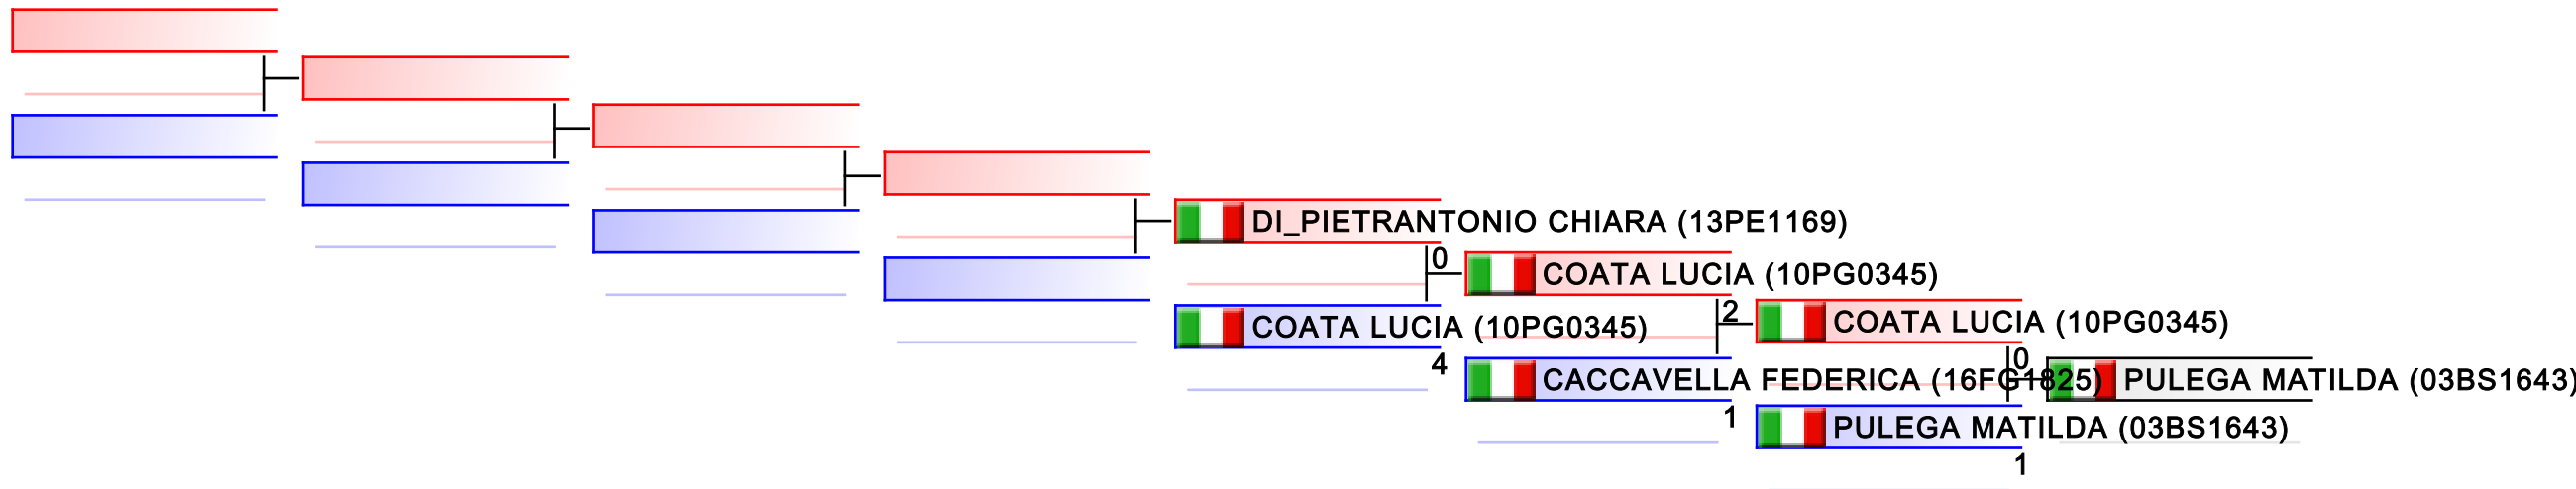 DI_PIETRANTONIO CHIARA (13PE1169)
0
COATA LUCIA (10PG0345)
COATA LUCIA (10PG0345)
4
2
COATA LUCIA (10PG0345)
CACCAVELLA FEDERICA (16FG1825)
1
0
PULEGA MATILDA (03BS1643)
PULEGA MATILDA (03BS1643)
1